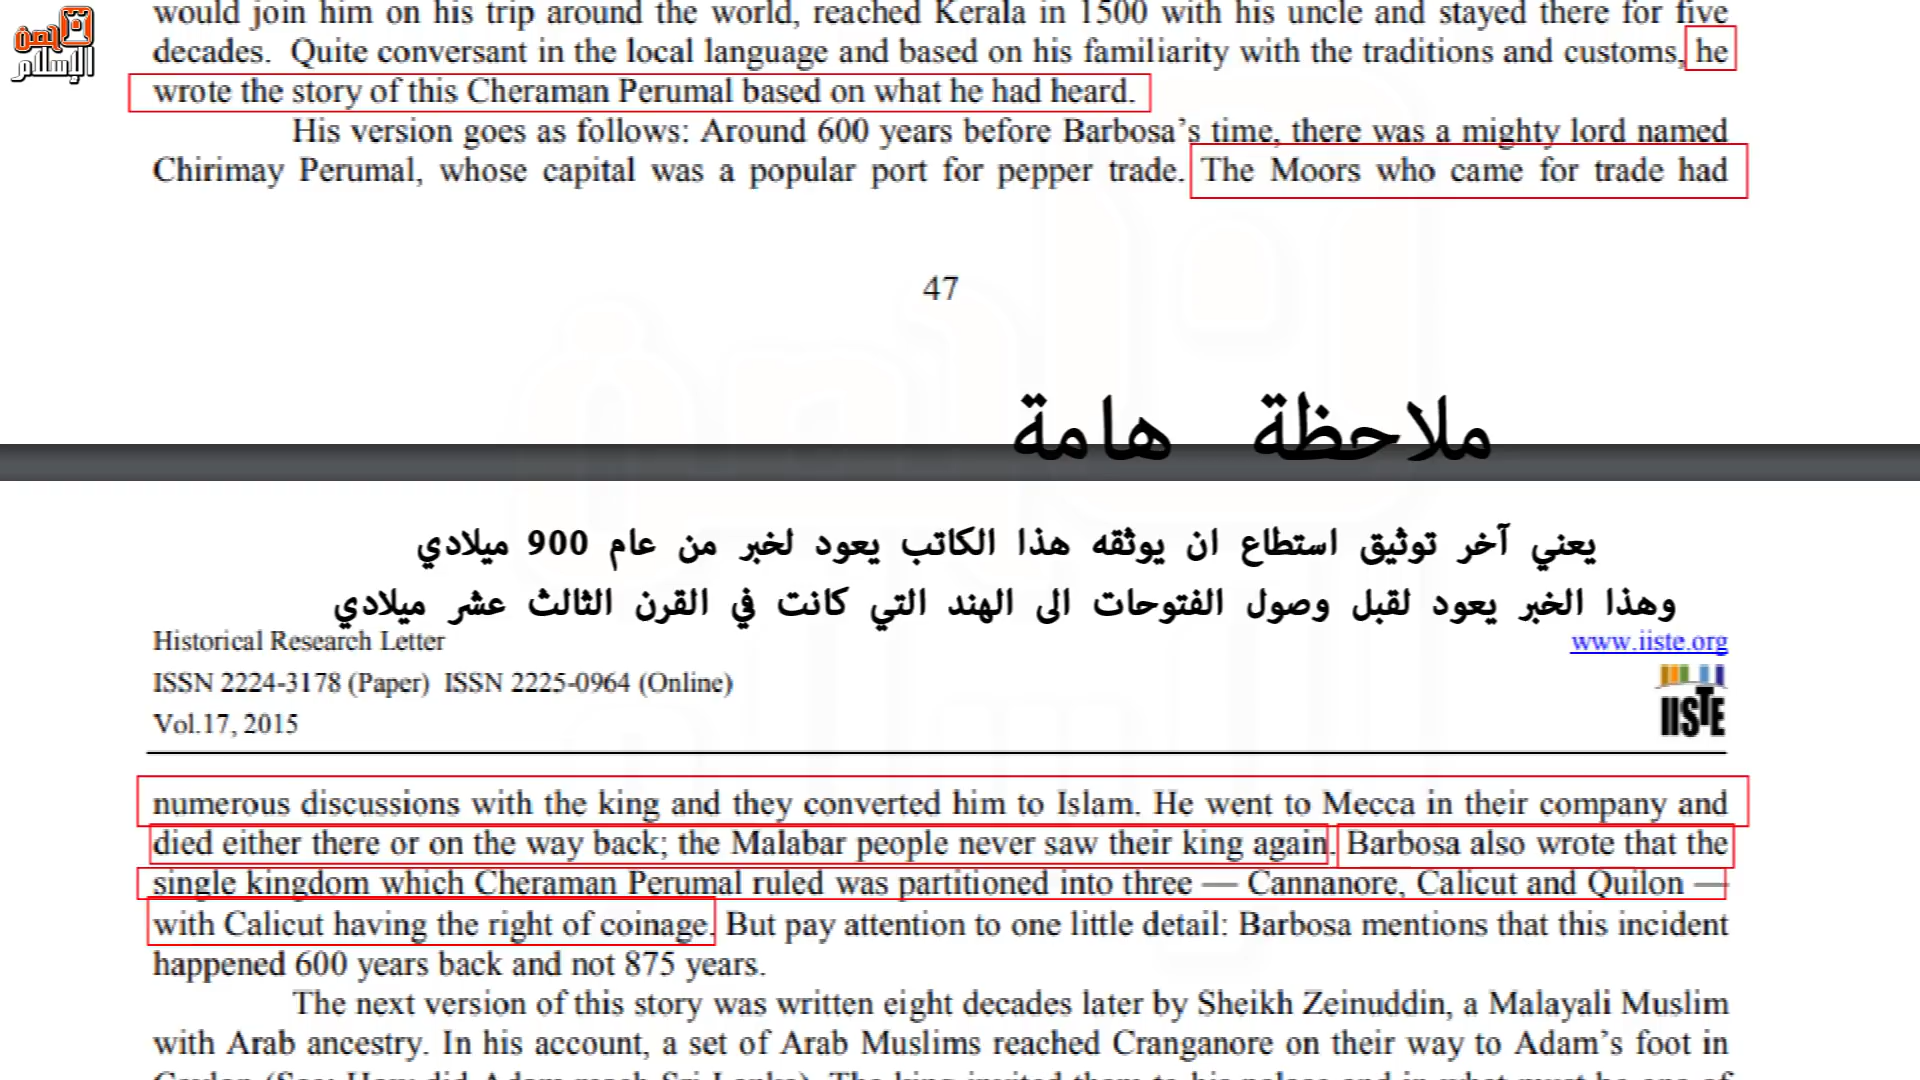 حصن
الإسلام
would join him on his trip around the world, reached Kerala in 1500 with his uncle and stayed there for five
decades. Quite conversant in the local language and based on his familiarity with the traditions and customs, he
wrote the story of this Cheraman Perumal based on what he had heard.
His version goes as follows: Around 600 years before Barbosa's time, there was a mighty lord named
Chirimay Perumal, whose capital was a popular port for pepper trade. The Moors who came for trade had
47
ملاحظة هامة
يعني آخر توثيق استطاع ان يوثقه هذا الكاتب يعود لخبر من عام 900 ميلادي
وهذا الخبر يعود لقبل وصول الفتوحات الى الهند التي كانت في القرن الثالث عشر ميلادي
Historical Research Letter
www.iiste.org
ISSN 2224-3178 (Paper) ISSN 2225-0964 (Online)
Vol.17, 2015
IISTE
numerous discussions with the king and they converted him to Islam. He went to Mecca in their company and
died either there or on the way back; the Malabar people never saw their king again. Barbosa also wrote that the
single kingdom which Cheraman Perumal ruled was partitioned into three — Cannanore, Calicut and Quilon —
with Calicut having the right of coinage. But pay attention to one little detail: Barbosa mentions that this incident
happened 600 years back and not 875 years.
The next version of this story was written eight decades later by Sheikh Zeinuddin, a Malayali Muslim
with Arab ancestry. In his account, a set of Arab Muslims reached Cranganore on their way to Adam's foot in